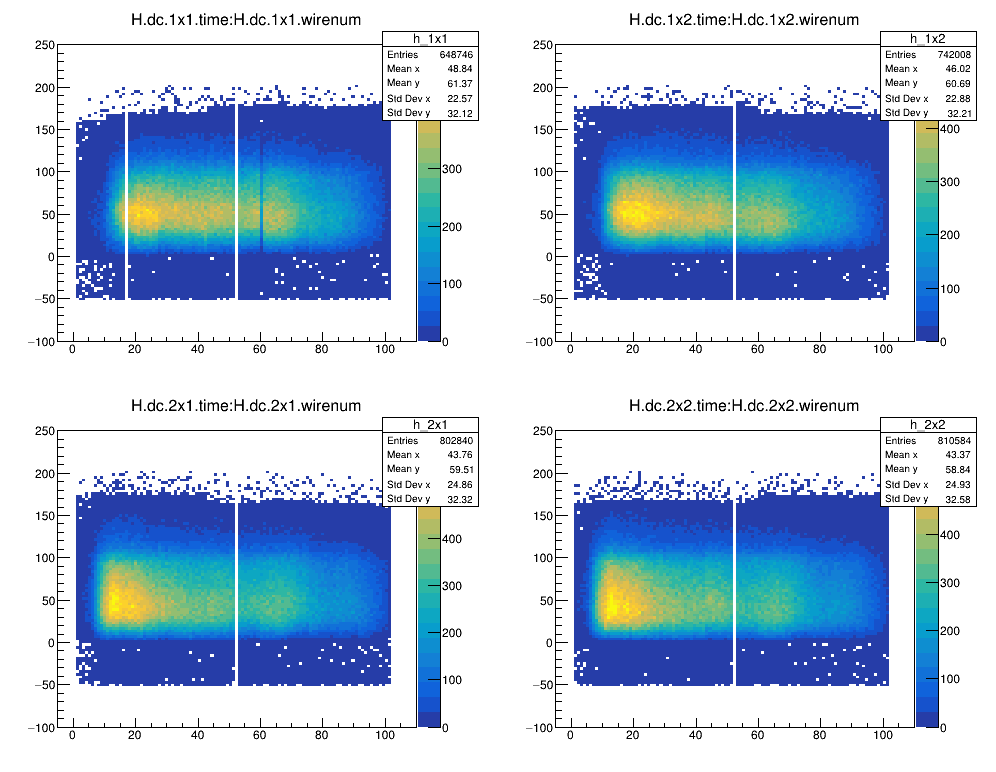 H.dc.1x1.time:H.dc.1x1.wirenum
h_1x1
Entries 648746
Mean x 48.84
Mean y 61.37
Std Dev x 22.57
Std Dev y 32.12
250
200
150
100
50
0
−50
−100
0 20 40 60 80 100
300
200
100
0
H.dc.1x2.time:H.dc.1x2.wirenum
h_1x2
Entries 742008
Mean x 46.02
Mean y 60.69
Std Dev x 22.88
Std Dev y 32.21
250
200
150
100
50
0
−50
−100
0 20 40 60 80 100
400
300
200
100
0
H.dc.2x1.time:H.dc.2x1.wirenum
h_2x1
Entries 802840
Mean x 43.76
Mean y 59.51
Std Dev x 24.86
Std Dev y 32.32
250
200
150
100
50
0
−50
−100
0 20 40 60 80 100
400
300
200
100
0
H.dc.2x2.time:H.dc.2x2.wirenum
h_2x2
Entries 810584
Mean x 43.37
Mean y 58.84
Std Dev x 24.93
Std Dev y 32.58
250
200
150
100
50
0
−50
−100
0 20 40 60 80 100
400
300
200
100
0